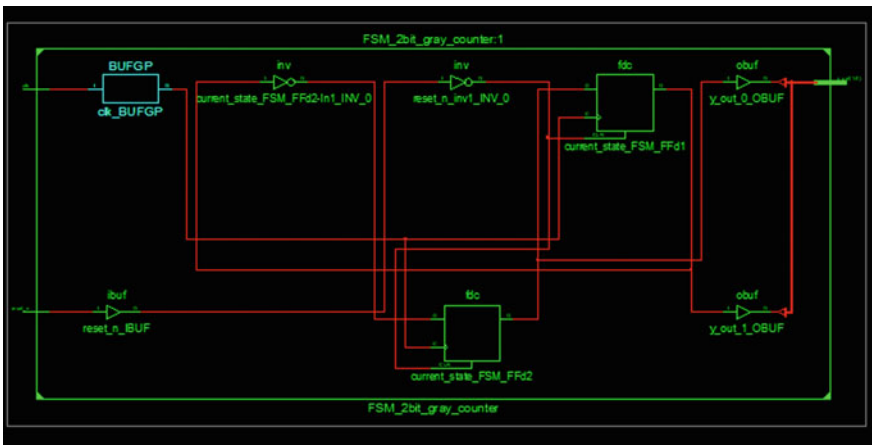 FSM_2bit_gray_counter:1
BUFGP
clk_BUFGP
inv
current_state_FSM_FFd2-In1_INV_0
inv
reset_n_inv1_INV_0
fdc
current_state_FSM_FFd1
obuf
y_out_0_OBUF
ibuf
reset_n_IBUF
fdc
current_state_FSM_FFd2
obuf
y_out_1_OBUF
FSM_2bit_gray_counter